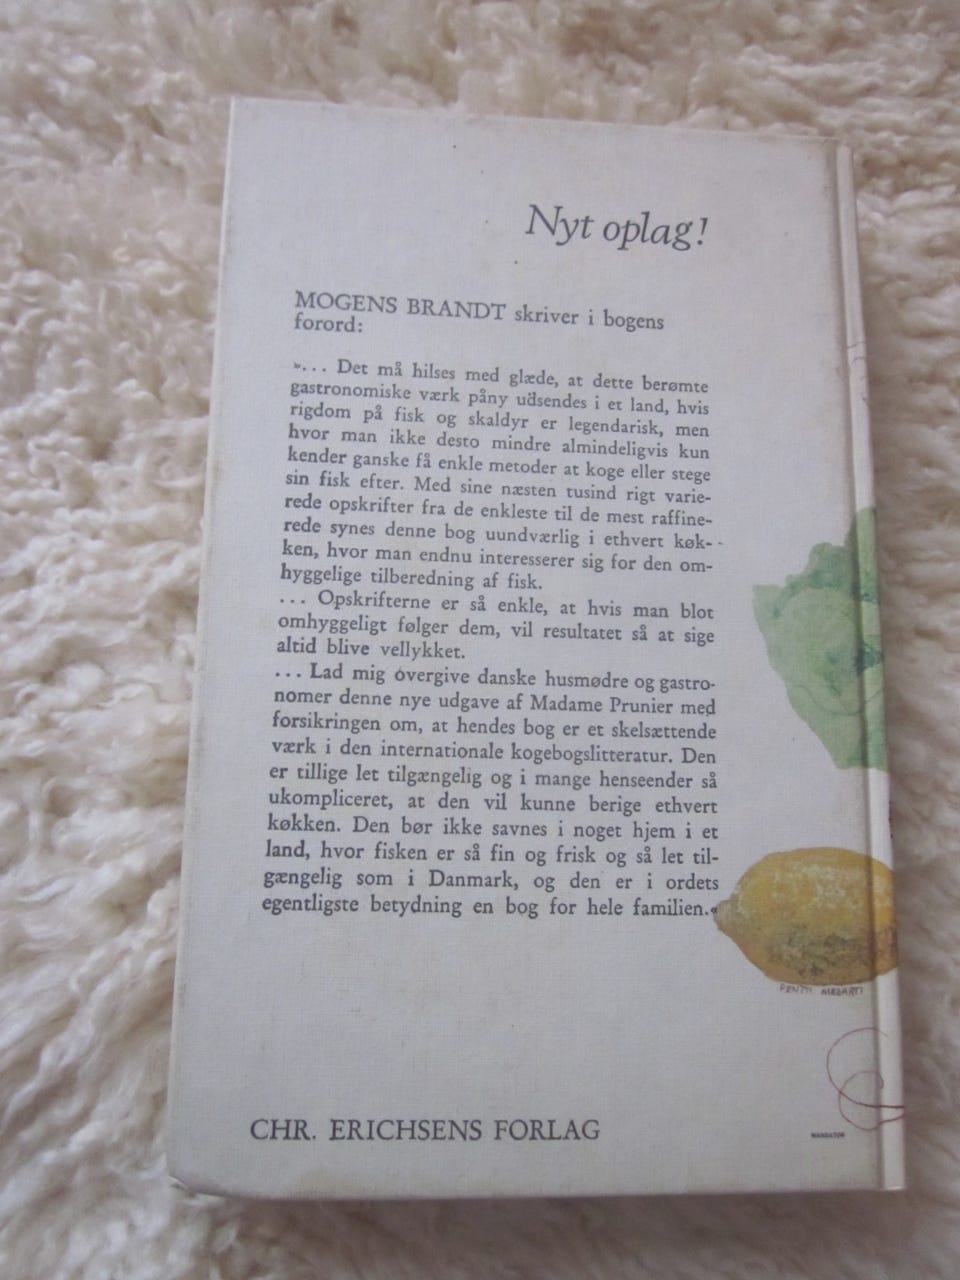 Nyt oplag!
MOGENS BRANDT skriver i bogens
forord:
»... Det må hilses med glæde, at dette berømte
gastronomiske værk påny udsendes i et land, hvis
rigdom på fisk og skaldyr er legendarisk, men
hvor man ikke desto mindre almindeligvis kun
kender ganske få enkle metoder at koge eller stege
sin fisk efter. Med sine næsten tusind rigt varie-
rede opskrifter fra de enkleste til de mest raffine-
rede synes denne bog uundværlig i ethvert køk-
ken, hvor man endnu interesserer sig for den om-
hyggelige tilberedning af fisk.
... Opskrifterne er så enkle, at hvis man blot
omhyggeligt følger dem, vil resultatet så at sige
altid blive vellykket.
... Lad mig overgive danske husmødre og gastro-
nomer denne nye udgave af Madame Prunier med
forsikringen om, at hendes bog er et skelsættende
værk i den internationale kogebogslitteratur. Den
er tillige let tilgængelig og i mange henseender så
ukompliceret, at den vil kunne berige ethvert
køkken. Den bør ikke savnes i noget hjem i et
land, hvor fisken er så fin og frisk og så let til-
gængelig som i Danmark, og den er i ordets
egentligste betydning en bog for hele familien.«
PENTTI
CHR. ERICHSENS FORLAG